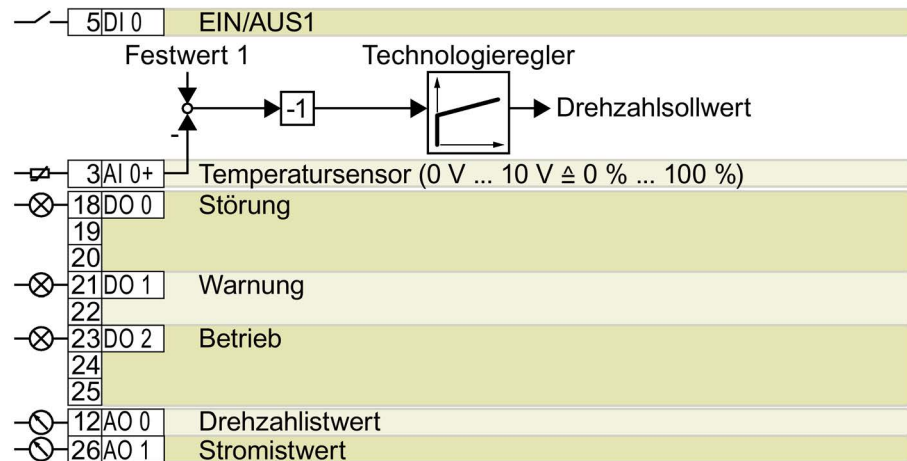 5 DI 0 EIN/AUS1
Festwert 1 Technologieregler
-1 Drehzahlsollwert
-
3 AI 0+ Temperatursensor (0 V ... 10 V ≙ 0 % ... 100 %)
18 DO 0 Störung
19
20
21 DO 1 Warnung
22
23 DO 2 Betrieb
24
25
12 AO 0 Drehzahlistwert
26 AO 1 Stromistwert